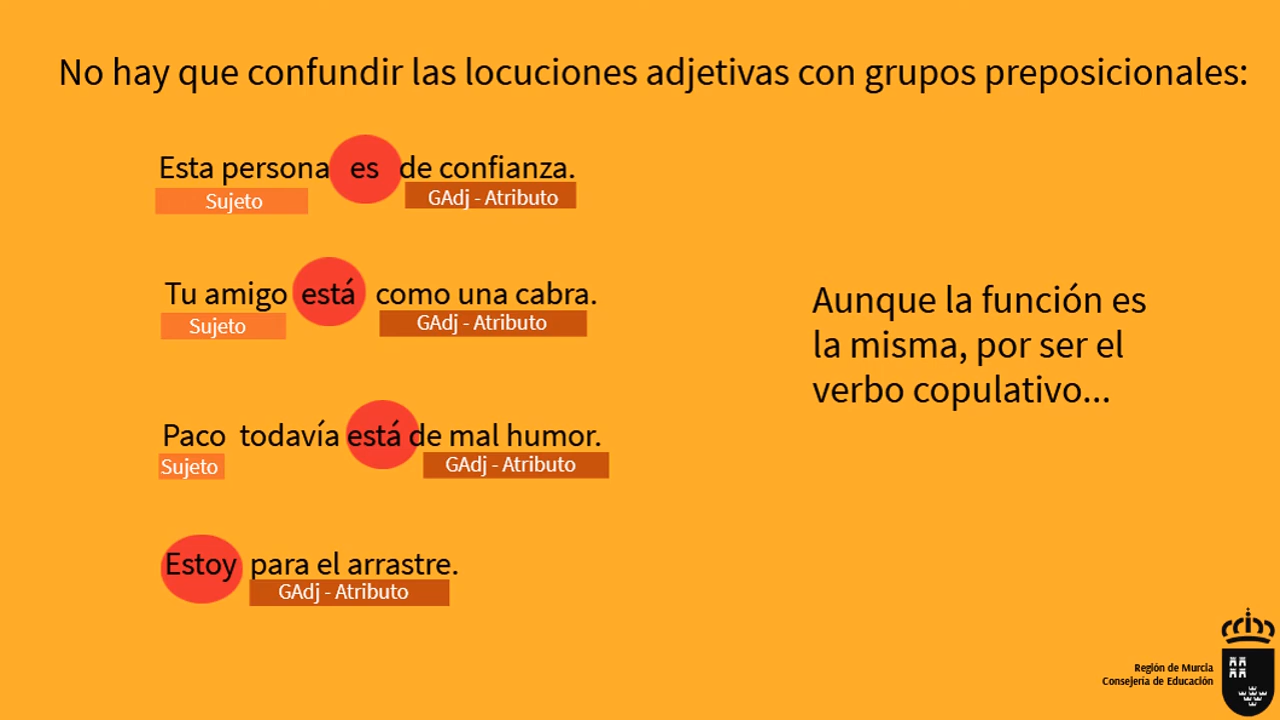 No hay que confundir las locuciones adjetivas con grupos preposicionales:
Esta persona es de confianza.
Sujeto GAdj - Atributo
Tu amigo está como una cabra.
Sujeto GAdj - Atributo
Paco todavía está de mal humor.
Sujeto GAdj - Atributo
Estoy para el arrastre.
GAdj - Atributo
Aunque la función es
la misma, por ser el
verbo copulativo...
Región de Murcia
Consejería de Educación